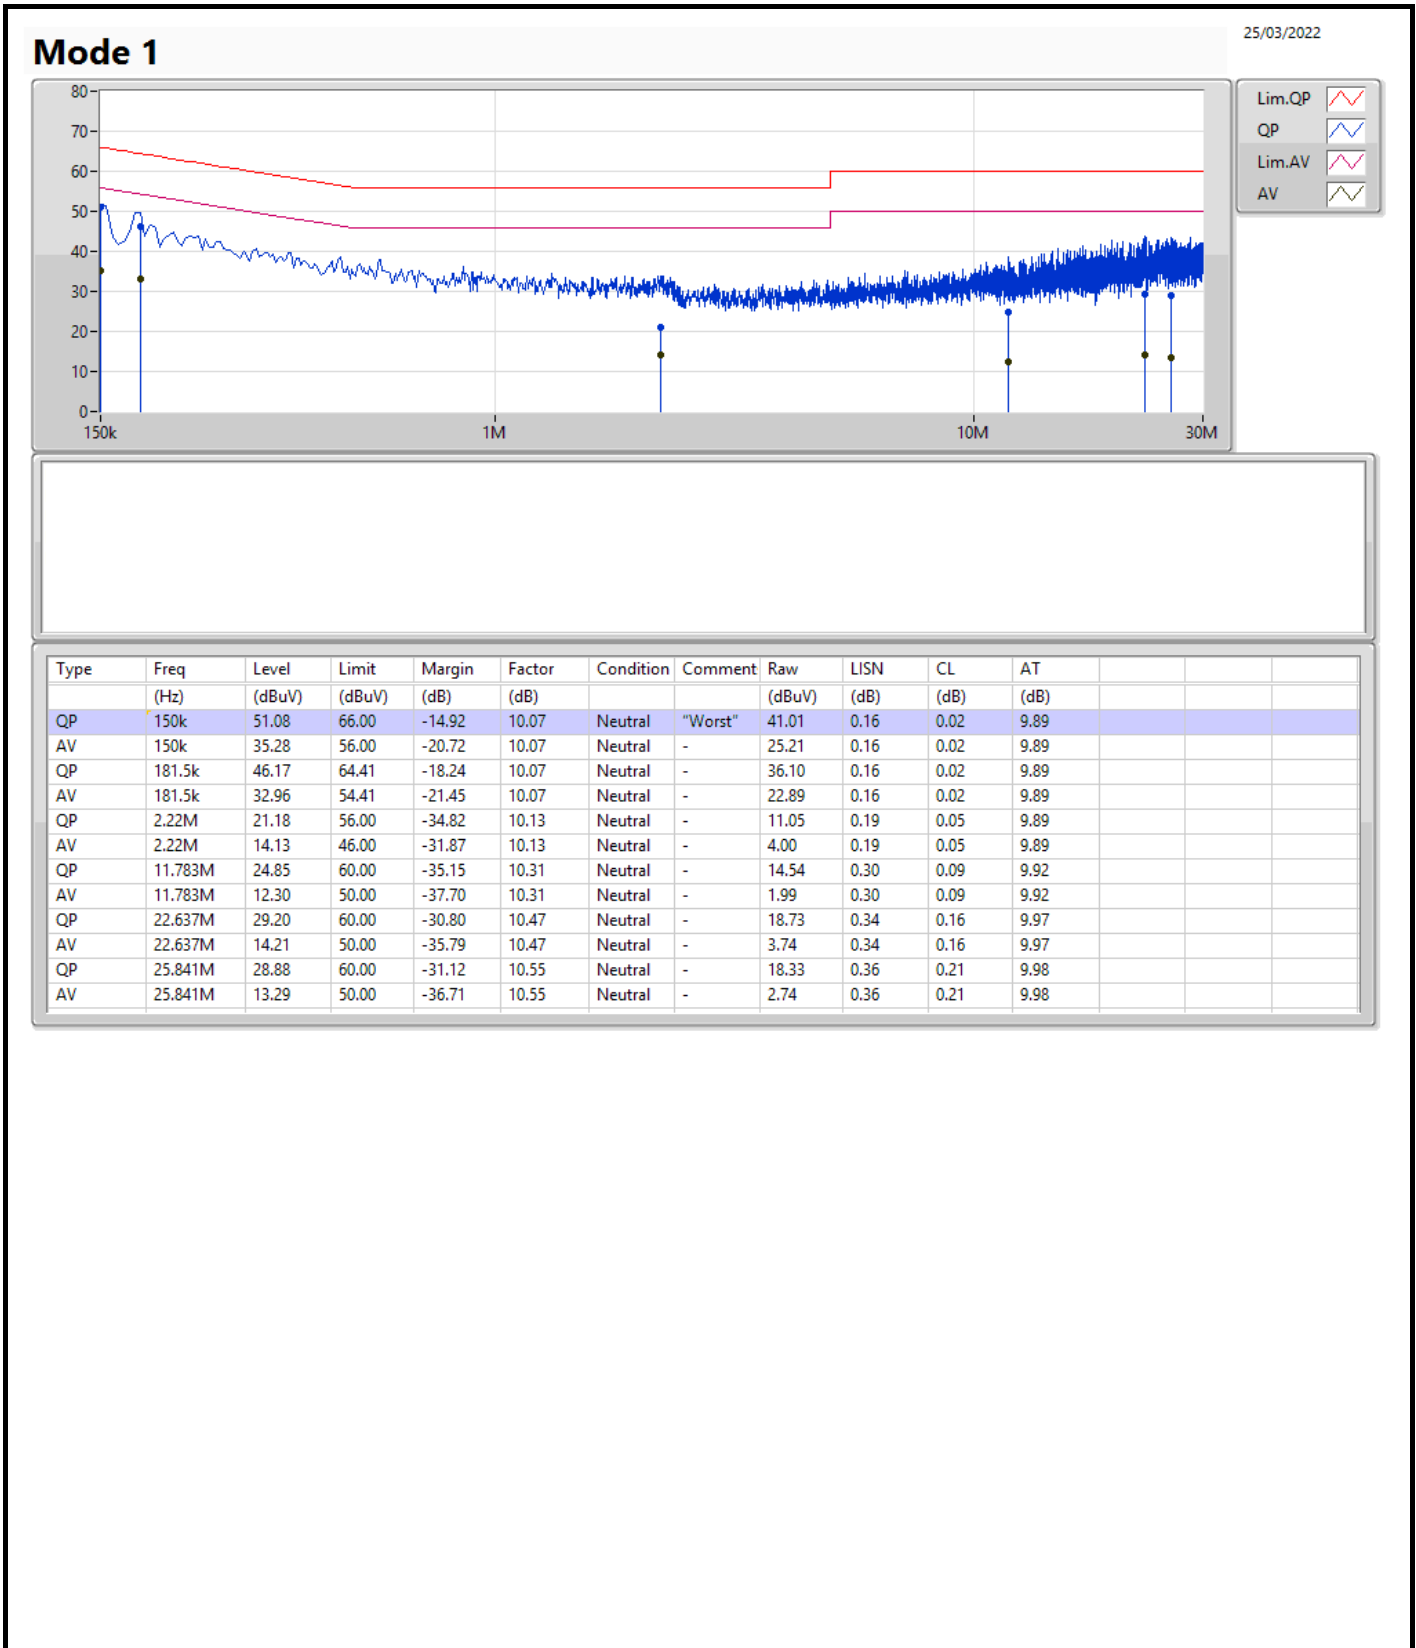 25/03/2022
Mode 1
80
70
60
50
40
30
20
10
0
150k 1M 10M 30M
Lim.QP
QP
Lim.AV
AV
Type Freq Level Limit Margin Factor Condition Comment Raw LISN CL AT
(Hz) (dBuV) (dBuV) (dB) (dB) (dBuV) (dB) (dB) (dB)
QP 150k 51.08 66.00 -14.92 10.07 Neutral "Worst" 41.01 0.16 0.02 9.89
AV 150k 35.28 56.00 -20.72 10.07 Neutral - 25.21 0.16 0.02 9.89
QP 181.5k 46.17 64.41 -18.24 10.07 Neutral - 36.10 0.16 0.02 9.89
AV 181.5k 32.96 54.41 -21.45 10.07 Neutral - 22.89 0.16 0.02 9.89
QP 2.22M 21.18 56.00 -34.82 10.13 Neutral - 11.05 0.19 0.05 9.89
AV 2.22M 14.13 46.00 -31.87 10.13 Neutral - 4.00 0.19 0.05 9.89
QP 11.783M 24.85 60.00 -35.15 10.31 Neutral - 14.54 0.30 0.09 9.92
AV 11.783M 12.30 50.00 -37.70 10.31 Neutral - 1.99 0.30 0.09 9.92
QP 22.637M 29.20 60.00 -30.80 10.47 Neutral - 18.73 0.34 0.16 9.97
AV 22.637M 14.21 50.00 -35.79 10.47 Neutral - 3.74 0.34 0.16 9.97
QP 25.841M 28.88 60.00 -31.12 10.55 Neutral - 18.33 0.36 0.21 9.98
AV 25.841M 13.29 50.00 -36.71 10.55 Neutral - 2.74 0.36 0.21 9.98